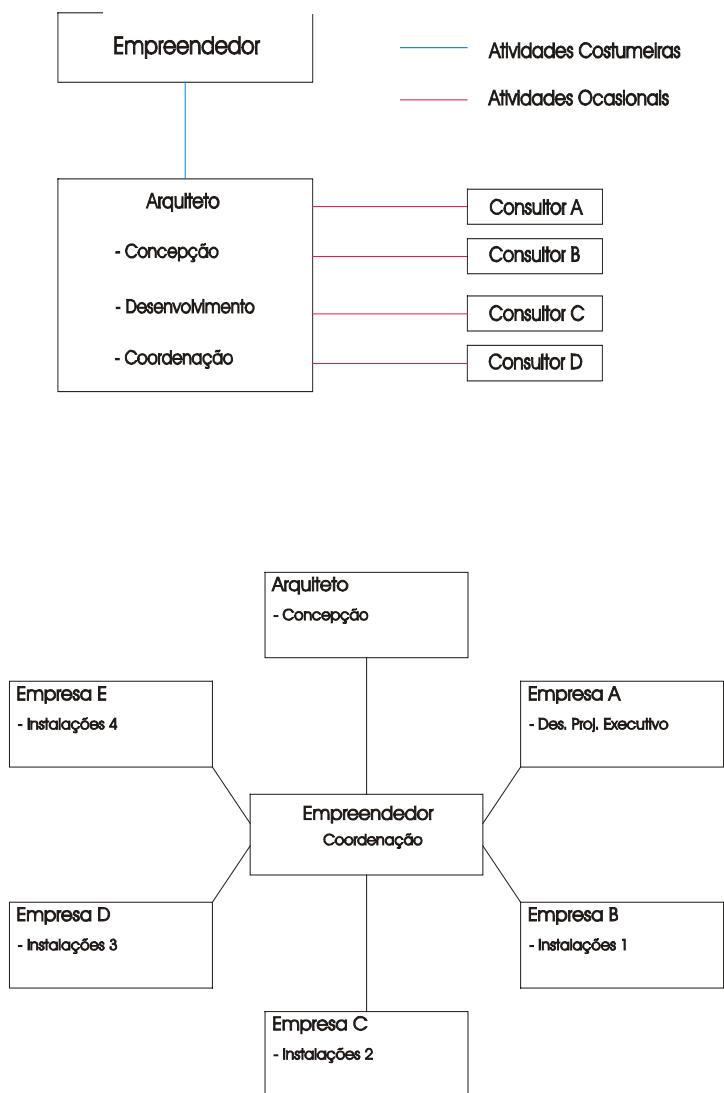 Empreendedor
Atividades Costumeiras
Atividades Ocasionais
Arquiteto
- Concepção
- Desenvolvimento
- Coordenação
Consultor A
Consultor B
Consultor C
Consultor D
Arquiteto
- Concepção
Empresa E
- Instalações 4
Empresa A
- Des. Proj. Executivo
Empreendedor
Coordenação
Empresa D
- Instalações 3
Empresa B
- Instalações 1
Empresa C
- Instalações 2